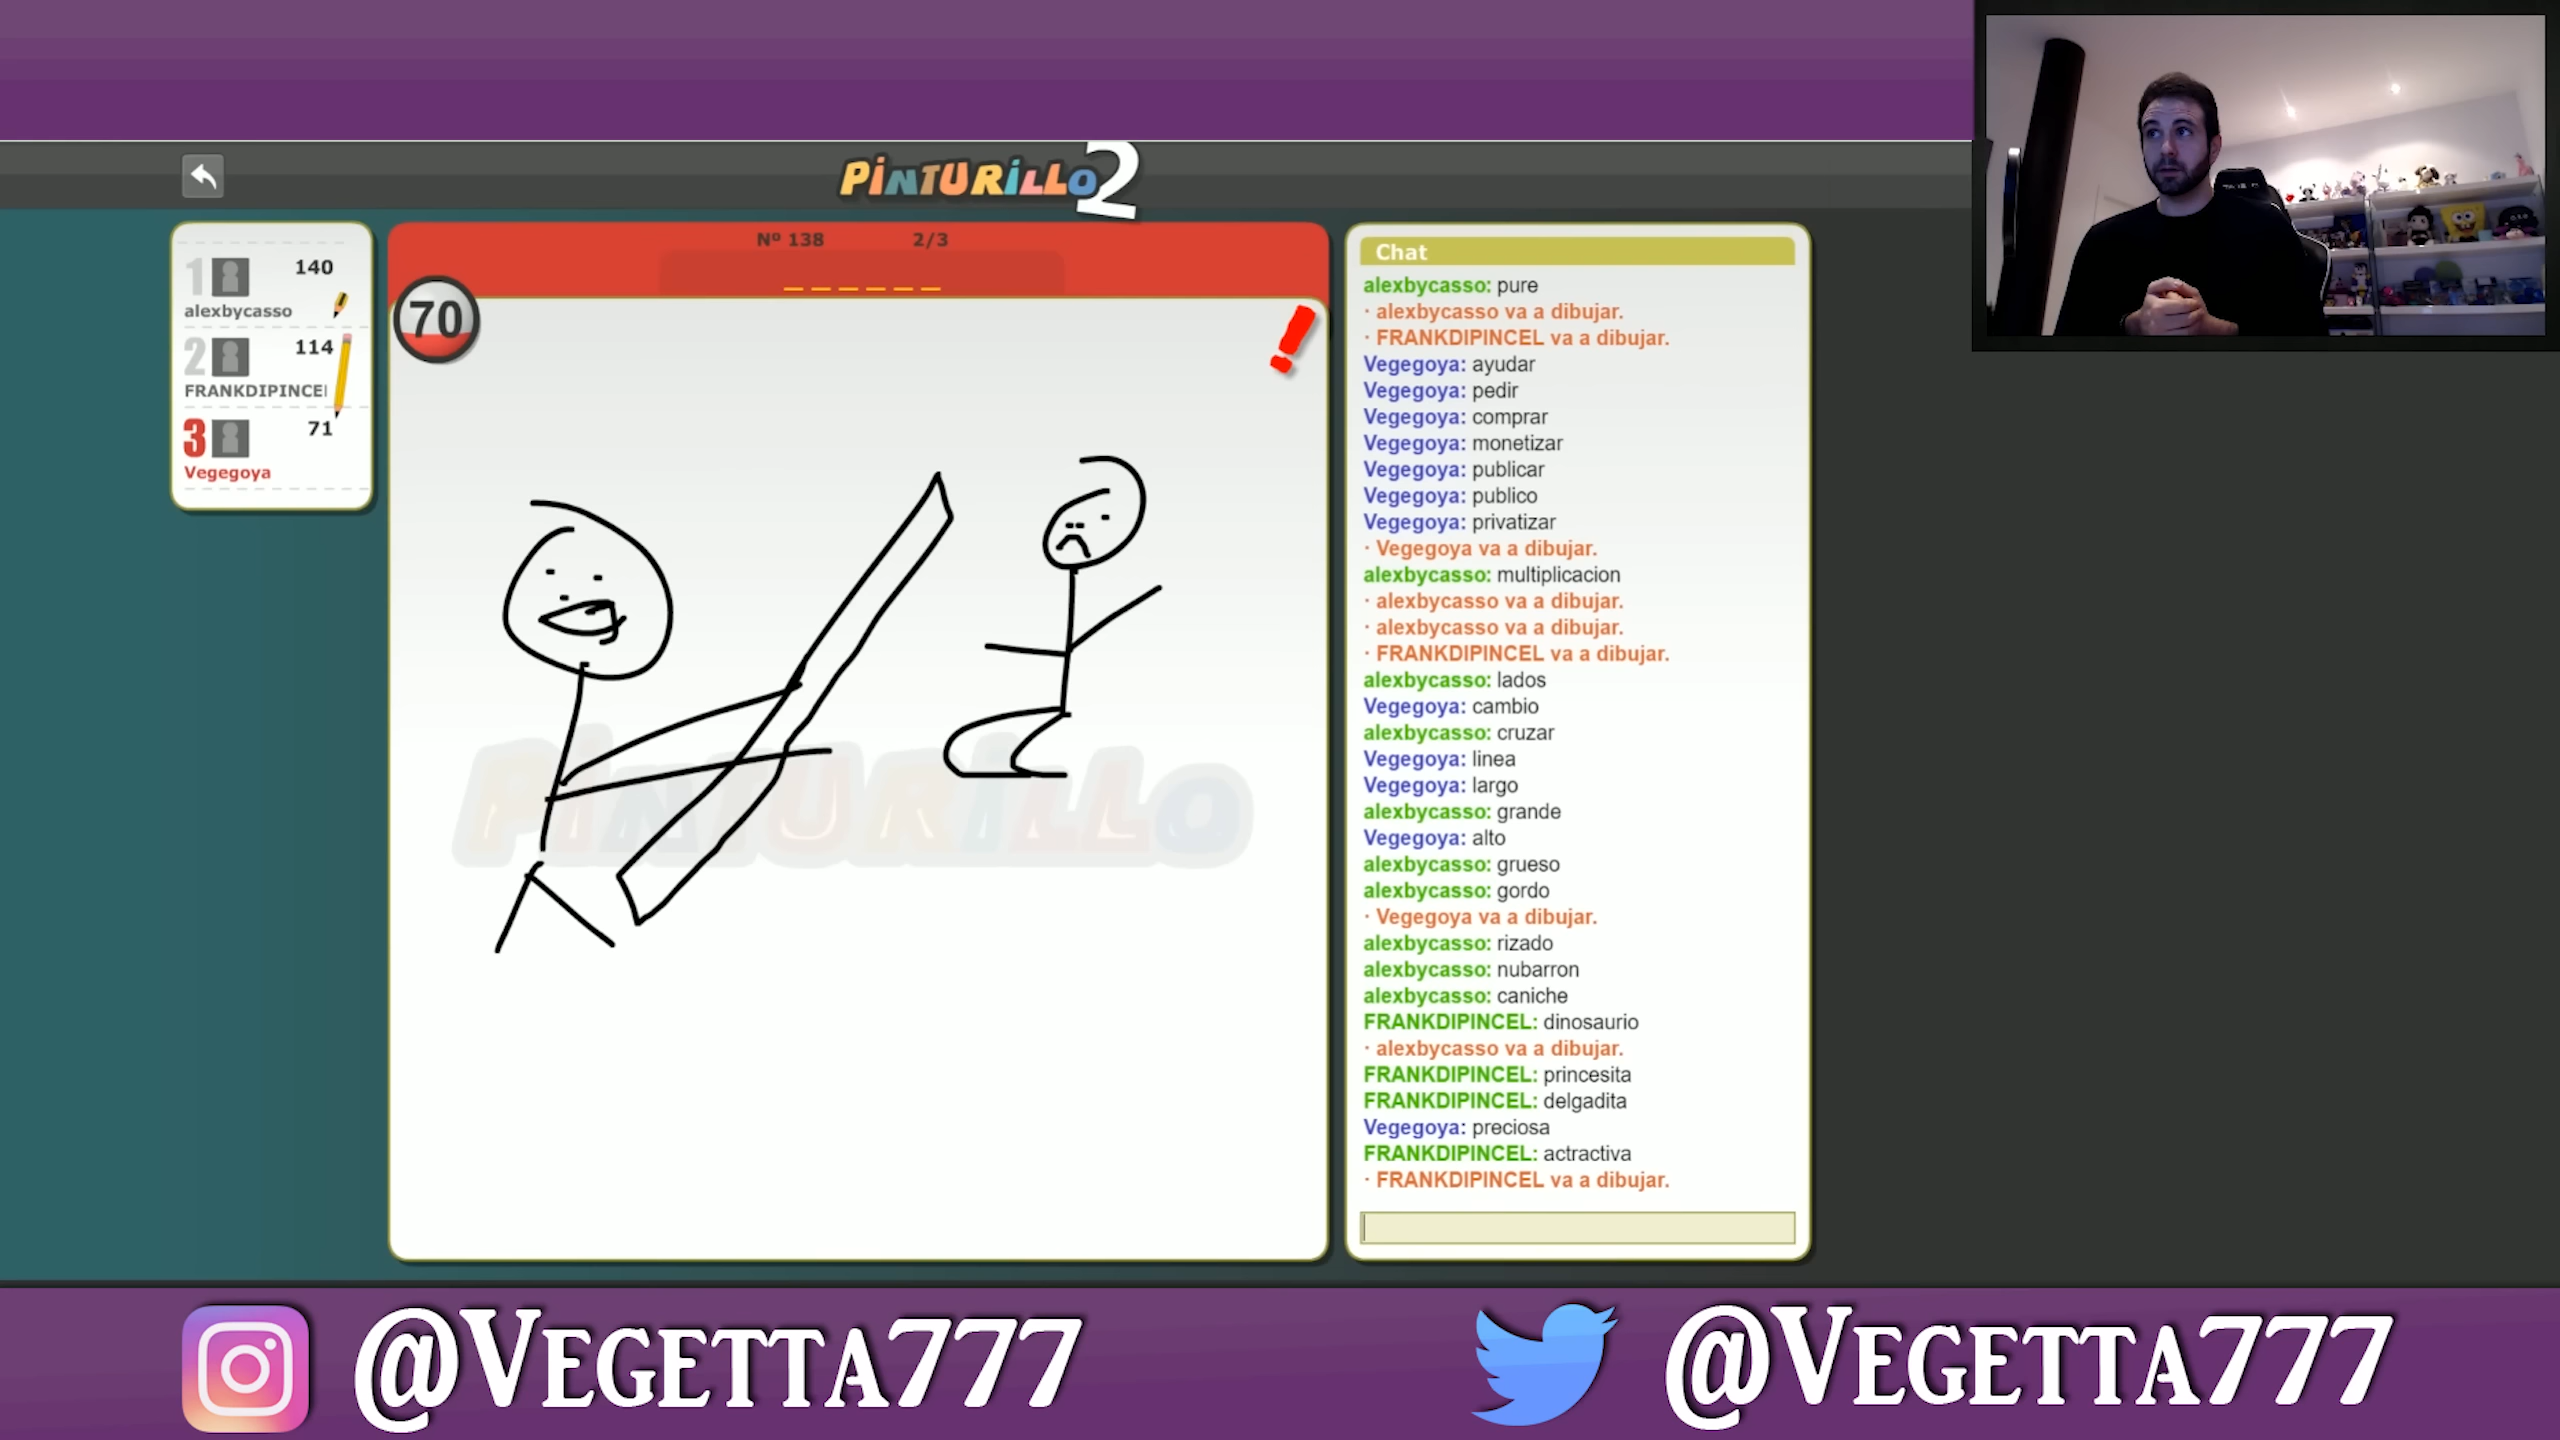 PiNTURiLLO2
Nº 138 2/3
70
1 140
alexbycasso
2 114
FRANKDIPINCEL
3 71
Vegegoya
PiNTURiLLO
Chat
alexbycasso: pure
· alexbycasso va a dibujar.
· FRANKDIPINCEL va a dibujar.
Vegegoya: ayudar
Vegegoya: pedir
Vegegoya: comprar
Vegegoya: monetizar
Vegegoya: publicar
Vegegoya: publico
Vegegoya: privatizar
· Vegegoya va a dibujar.
alexbycasso: multiplicacion
· alexbycasso va a dibujar.
· alexbycasso va a dibujar.
· FRANKDIPINCEL va a dibujar.
alexbycasso: lados
Vegegoya: cambio
alexbycasso: cruzar
Vegegoya: linea
Vegegoya: largo
alexbycasso: grande
Vegegoya: alto
alexbycasso: grueso
alexbycasso: gordo
· Vegegoya va a dibujar.
alexbycasso: rizado
alexbycasso: nubarron
alexbycasso: caniche
FRANKDIPINCEL: dinosaurio
· alexbycasso va a dibujar.
FRANKDIPINCEL: princesita
FRANKDIPINCEL: delgadita
Vegegoya: preciosa
FRANKDIPINCEL: actractiva
· FRANKDIPINCEL va a dibujar.
@VEGETTA777
@VEGETTA777